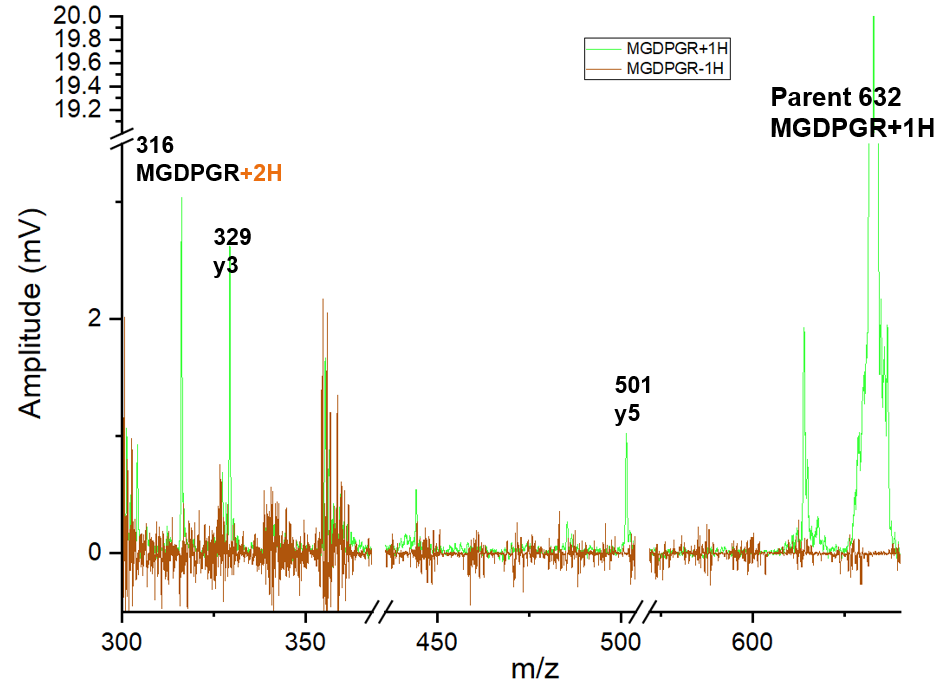 20.0
19.8
19.6
19.4
19.2
2
0
Amplitude (mV)
316
MGDPGR+2H
329
y3
501
y5
MGDPGR+1H
MGDPGR-1H
Parent 632
MGDPGR+1H
300
350
450
500
600
m/z